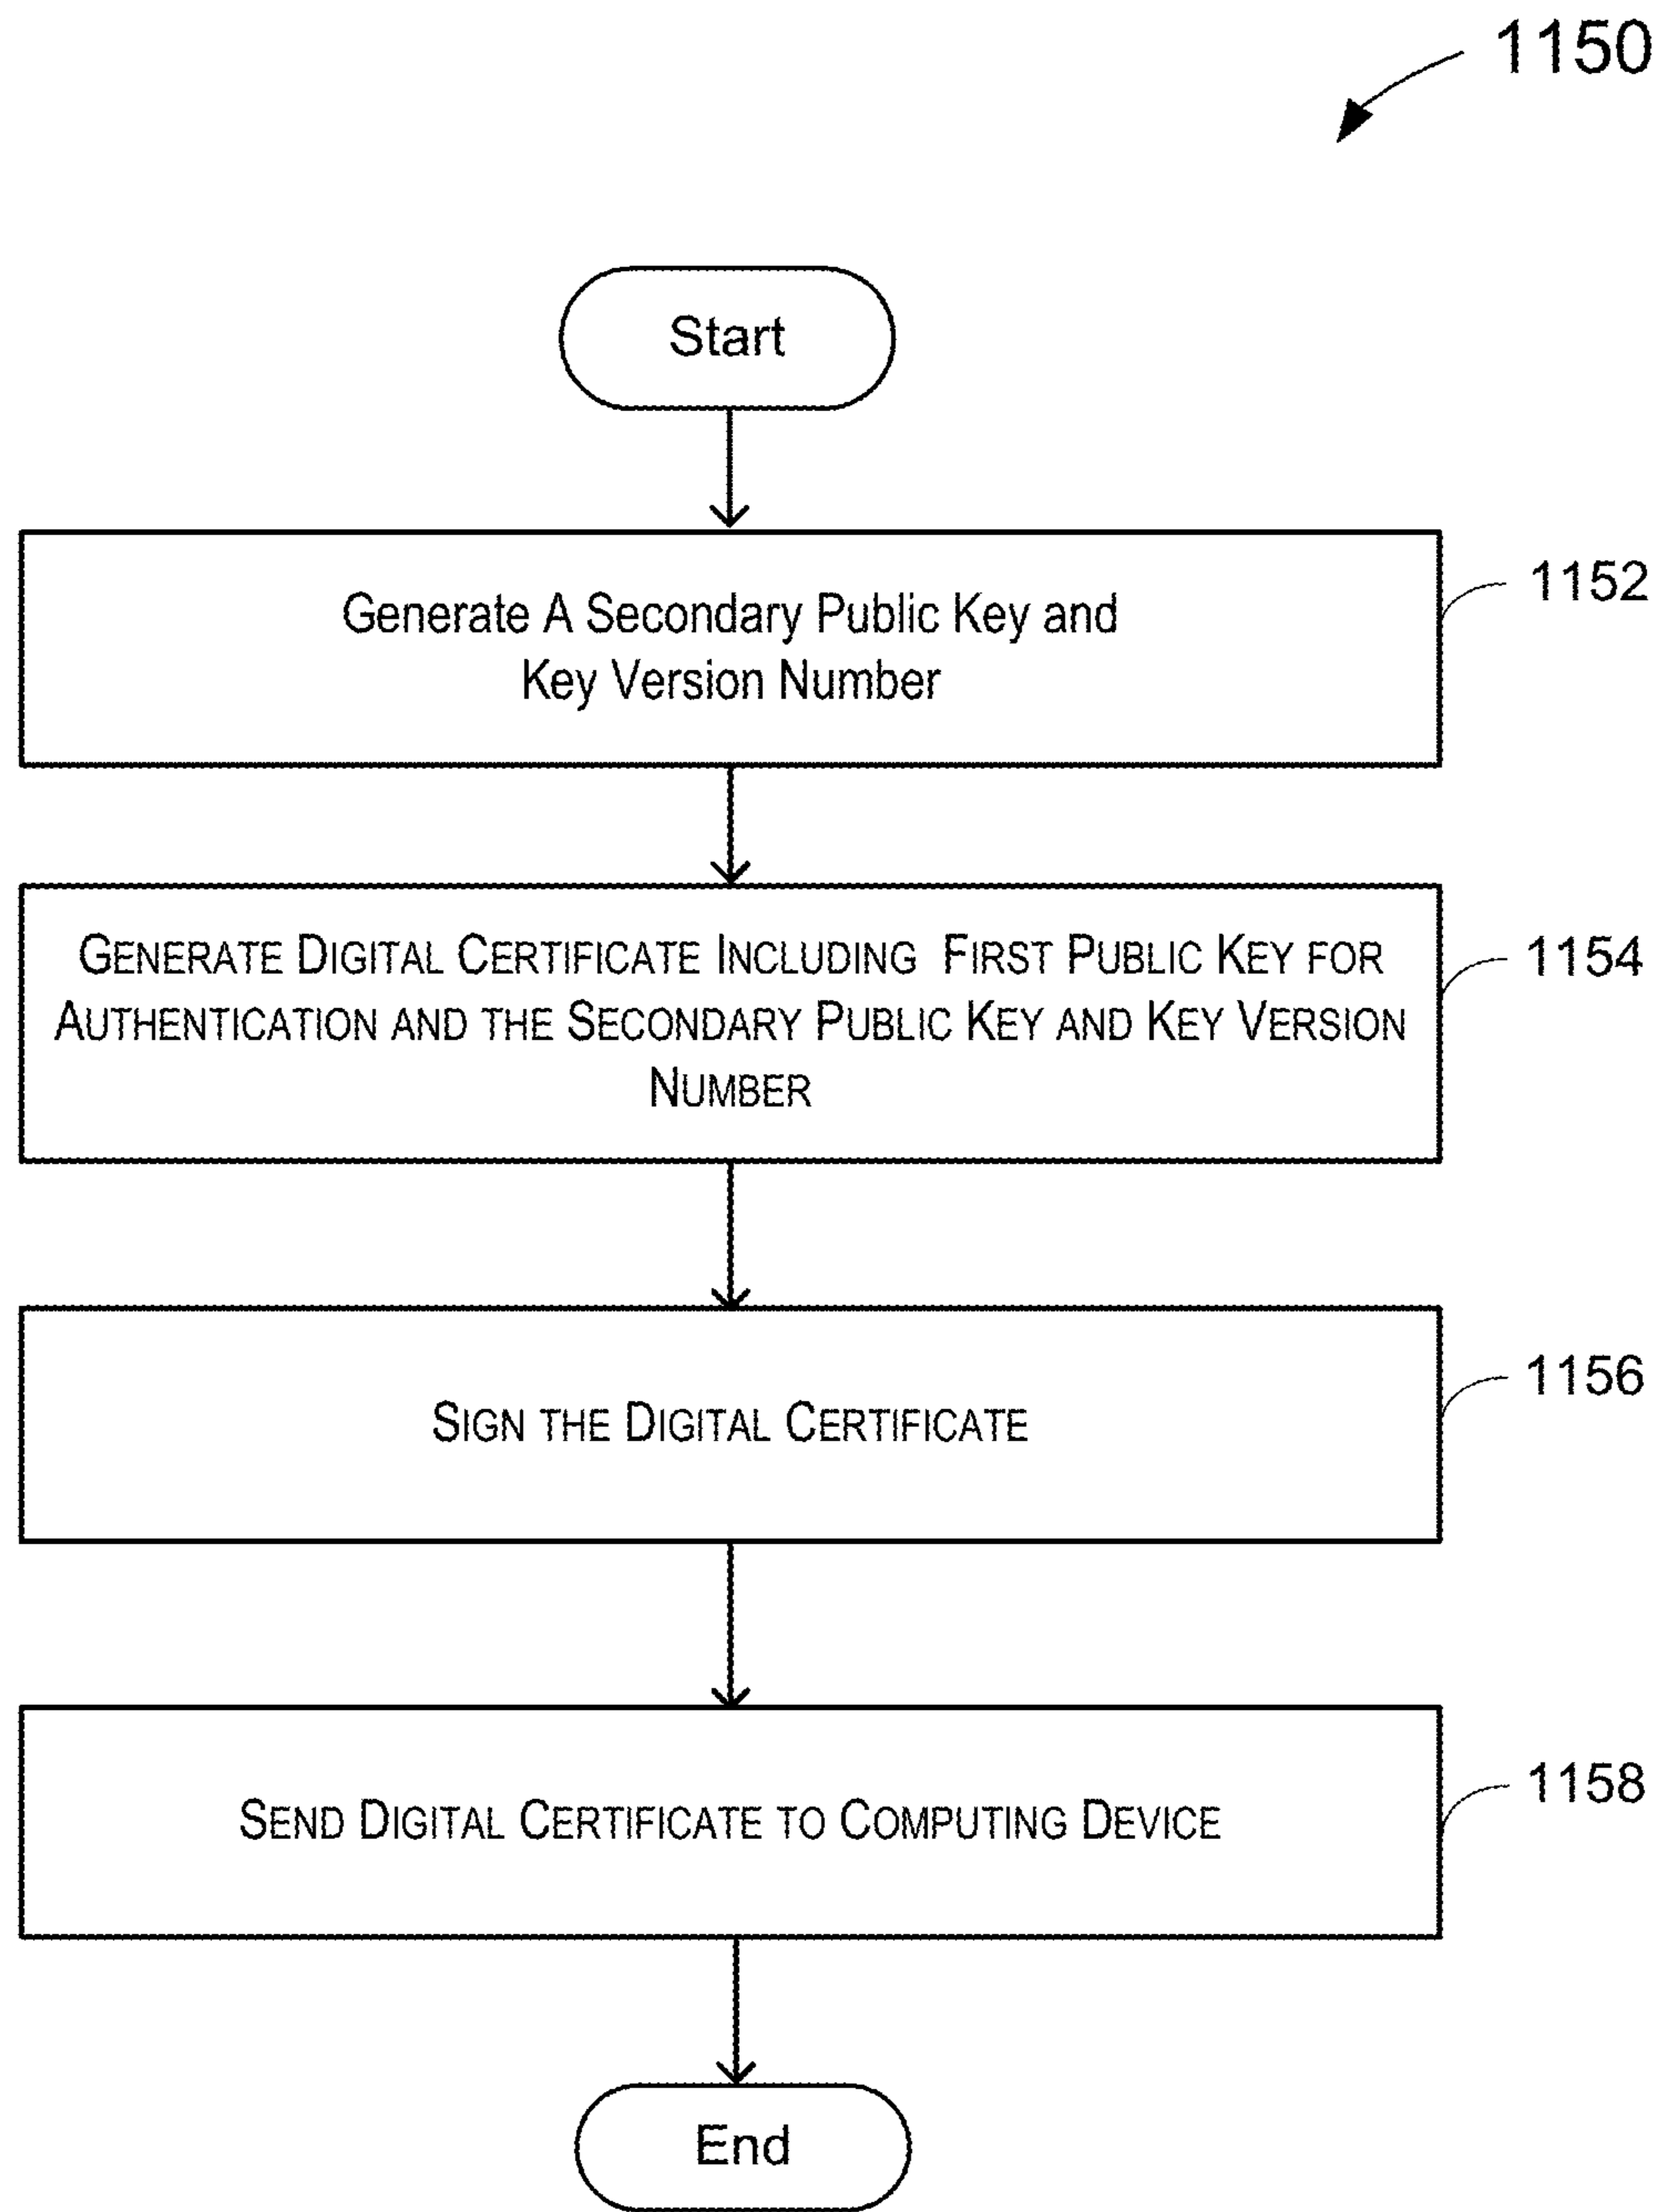 1150
Start
Generate A Secondary Public Key and
Key Version Number
1152
GENERATE DIGITAL CERTIFICATE INCLUDING FIRST PUBLIC KEY FOR
AUTHENTICATION AND THE SECONDARY PUBLIC KEY AND KEY VERSION
NUMBER
1154
SIGN THE DIGITAL CERTIFICATE
1156
SEND DIGITAL CERTIFICATE TO COMPUTING DEVICE
1158
End